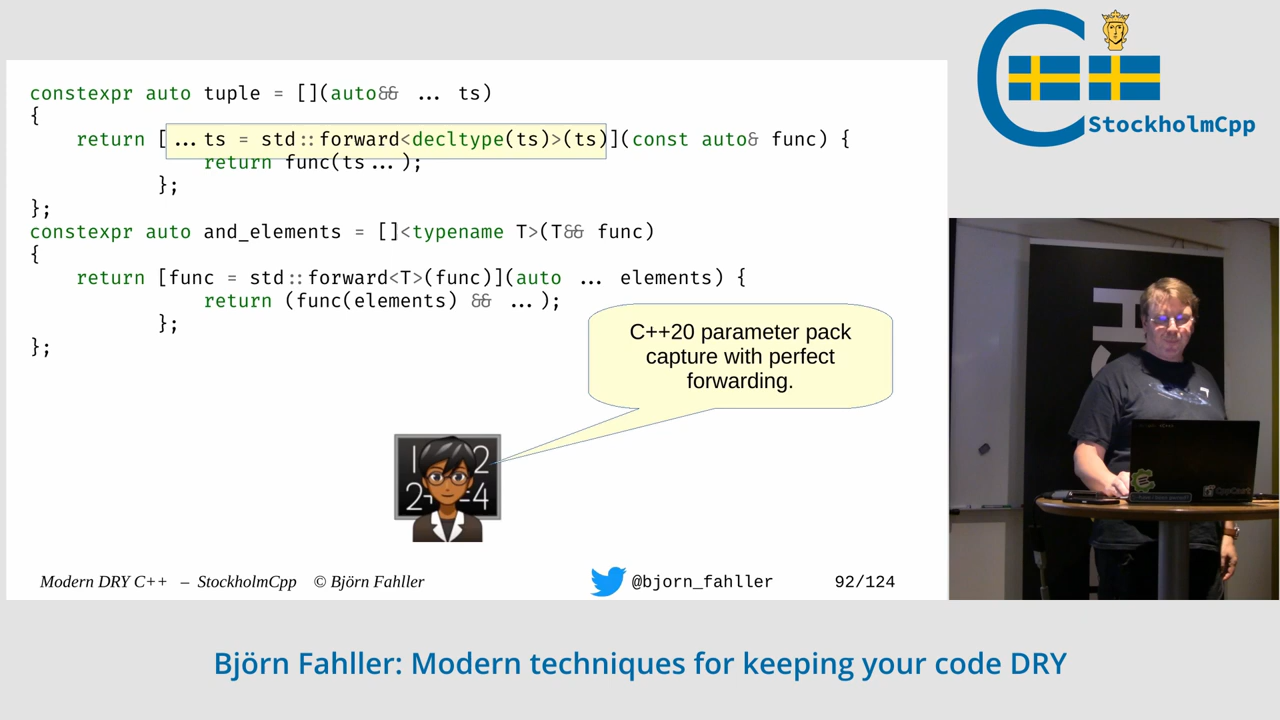 constexpr auto tuple = [](auto&& ... ts)
{
    return [...ts = std::forward<decltype(ts)>(ts)](const auto& func) {
               return func(ts...);
           };
};
constexpr auto and_elements = []<typename T>(T&& func)
{
    return [func = std::forward<T>(func)](auto ... elements) {
               return (func(elements) && ...);
           };
};
C++20 parameter pack
capture with perfect
forwarding.
Modern DRY C++ – StockholmCpp © Björn Fahller
@bjorn_fahller
92/124
StockholmCpp
Björn Fahller: Modern techniques for keeping your code DRY